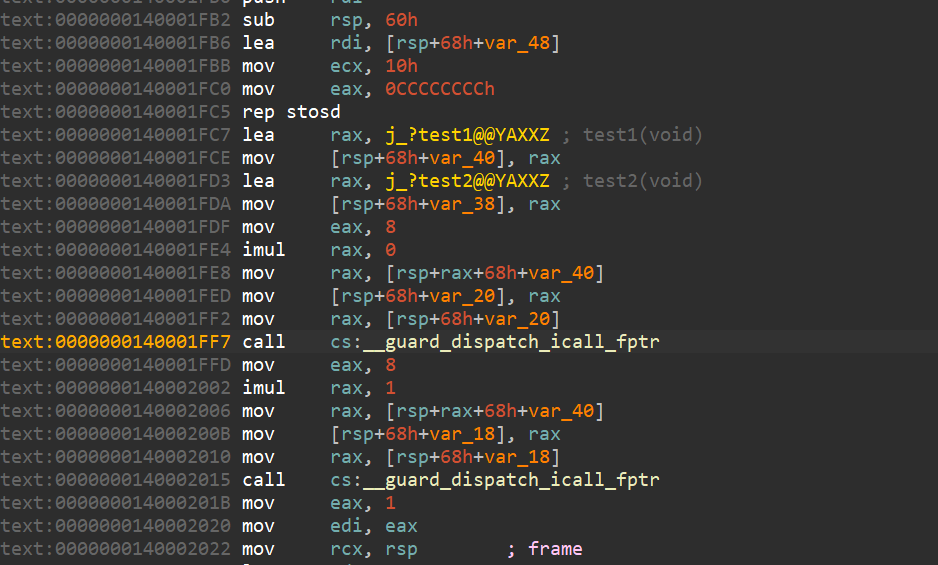 text:0000000140001FB2 sub rsp, 60h
text:0000000140001FB6 lea rdi, [rsp+68h+var_48]
text:0000000140001FBB mov ecx, 10h
text:0000000140001FC0 mov eax, 0CCCCCCCCh
text:0000000140001FC5 rep stosd
text:0000000140001FC7 lea rax, j_?test1@@YAXXZ ; test1(void)
text:0000000140001FCE mov [rsp+68h+var_40], rax
text:0000000140001FD3 lea rax, j_?test2@@YAXXZ ; test2(void)
text:0000000140001FDA mov [rsp+68h+var_38], rax
text:0000000140001FDF mov eax, 8
text:0000000140001FE4 imul rax, 0
text:0000000140001FE8 mov rax, [rsp+rax+68h+var_40]
text:0000000140001FED mov [rsp+68h+var_20], rax
text:0000000140001FF2 mov rax, [rsp+68h+var_20]
text:0000000140001FF7 call cs:__guard_dispatch_icall_fptr
text:0000000140001FFD mov eax, 8
text:0000000140002002 imul rax, 1
text:0000000140002006 mov rax, [rsp+rax+68h+var_40]
text:000000014000200B mov [rsp+68h+var_18], rax
text:0000000140002010 mov rax, [rsp+68h+var_18]
text:0000000140002015 call cs:__guard_dispatch_icall_fptr
text:000000014000201B mov eax, 1
text:0000000140002020 mov edi, eax
text:0000000140002022 mov rcx, rsp ; frame